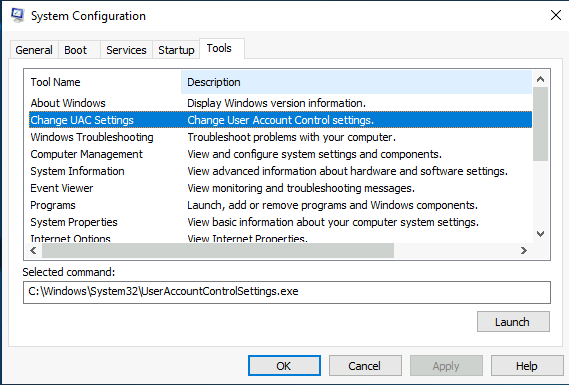 System Configuration
General Boot Services Startup Tools
Tool Name Description
About Windows Display Windows version information.
Change UAC Settings Change User Account Control settings.
Windows Troubleshooting Troubleshoot problems with your computer.
Computer Management View and configure system settings and components.
System Information View advanced information about hardware and software settings.
Event Viewer View monitoring and troubleshooting messages.
Programs Launch, add or remove programs and Windows components.
System Properties View basic information about your computer system settings.
Internet Options View Internet Properties.
Selected command:
C:\Windows\System32\UserAccountControlSettings.exe
Launch
OK Cancel Apply Help